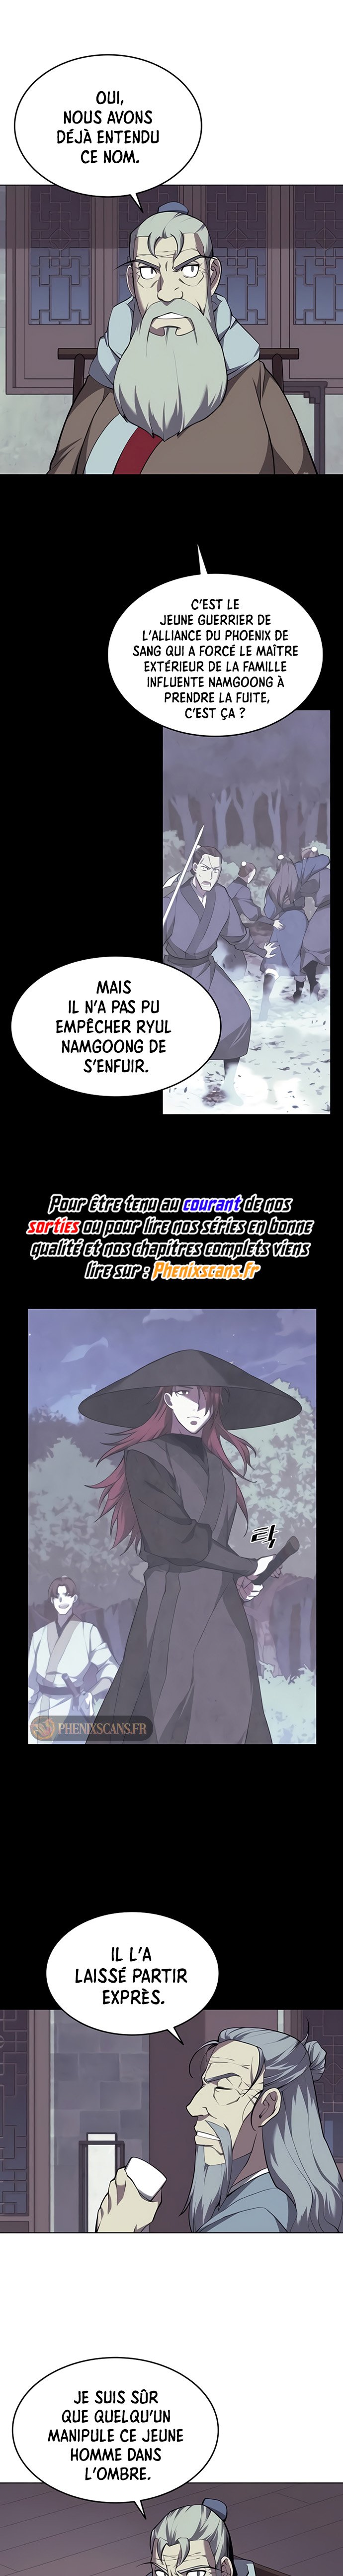 OUI,
NOUS AVONS
DÉJÀ ENTENDU
CE NOM.
C'EST LE
JEUNE GUERRIER DE
L'ALLIANCE DU PHOENIX DE
SANG QUI A FORCÉ LE MAÎTRE
EXTÉRIEUR DE LA FAMILLE
INFLUENTE NAMGOONG À
PRENDRE LA FUITE,
C'EST ÇA ?
MAIS
IL N'A PAS PU
EMPÊCHER RYUL
NAMGOONG DE
S'ENFUIR.
Pour être tenu au courant de nos
sorties ou pour lire nos séries en bonne
qualité et nos chapitres complets viens
lire sur : Phenixscans.fr
탁
PHENIXSCANS.FR
IL L'A
LAISSÉ PARTIR
EXPRÈS.
JE SUIS SÛR
QUE QUELQU'UN
MANIPULE CE JEUNE
HOMME DANS
L'OMBRE.